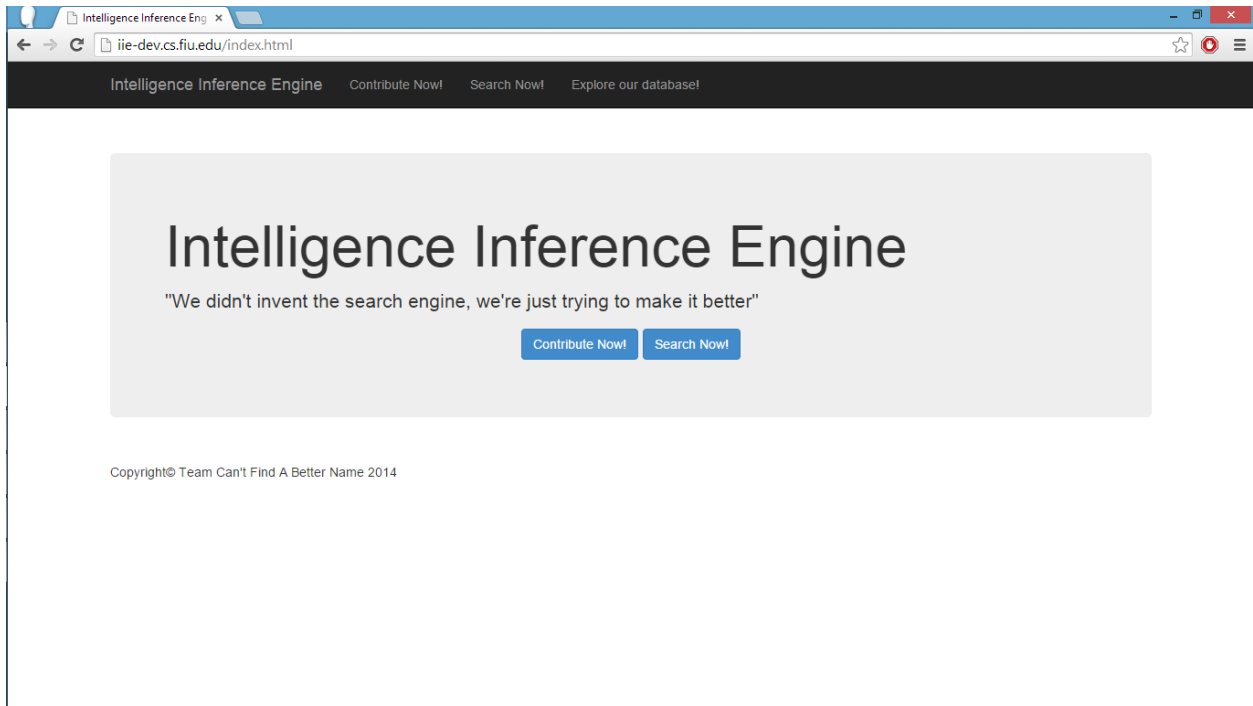 Intelligence Inference Eng
iie-dev.cs.fiu.edu/index.html
Intelligence Inference Engine Contribute Now! Search Now! Explore our database!
Intelligence Inference Engine
"We didn't invent the search engine, we're just trying to make it better"
Contribute Now! Search Now!
Copyright© Team Can't Find A Better Name 2014